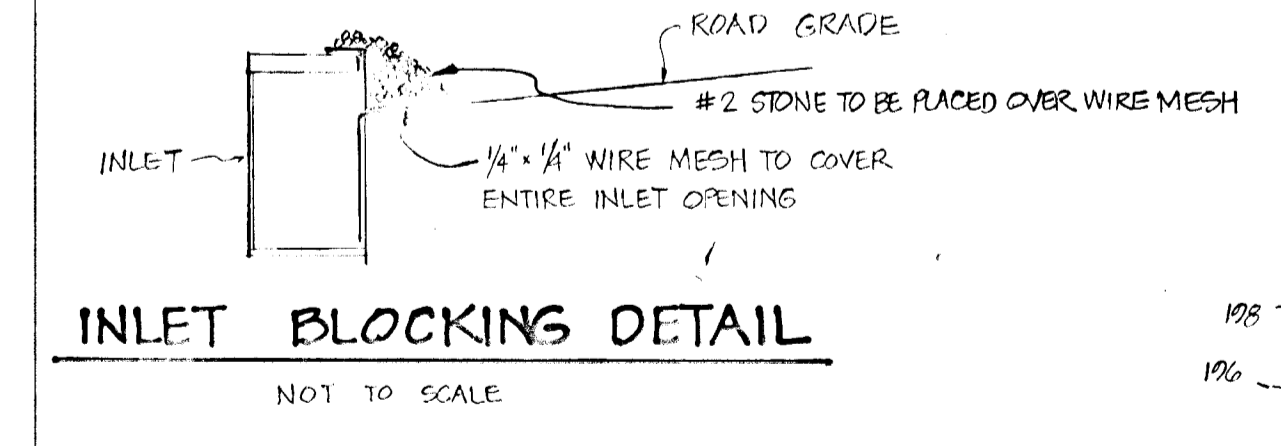 ROAD GRADE
#2 STONE TO BE PLACED OVER WIRE MESH
INLET
1/4" x 1/4" WIRE MESH TO COVER
ENTIRE INLET OPENING
INLET BLOCKING DETAIL
NOT TO SCALE
198
196